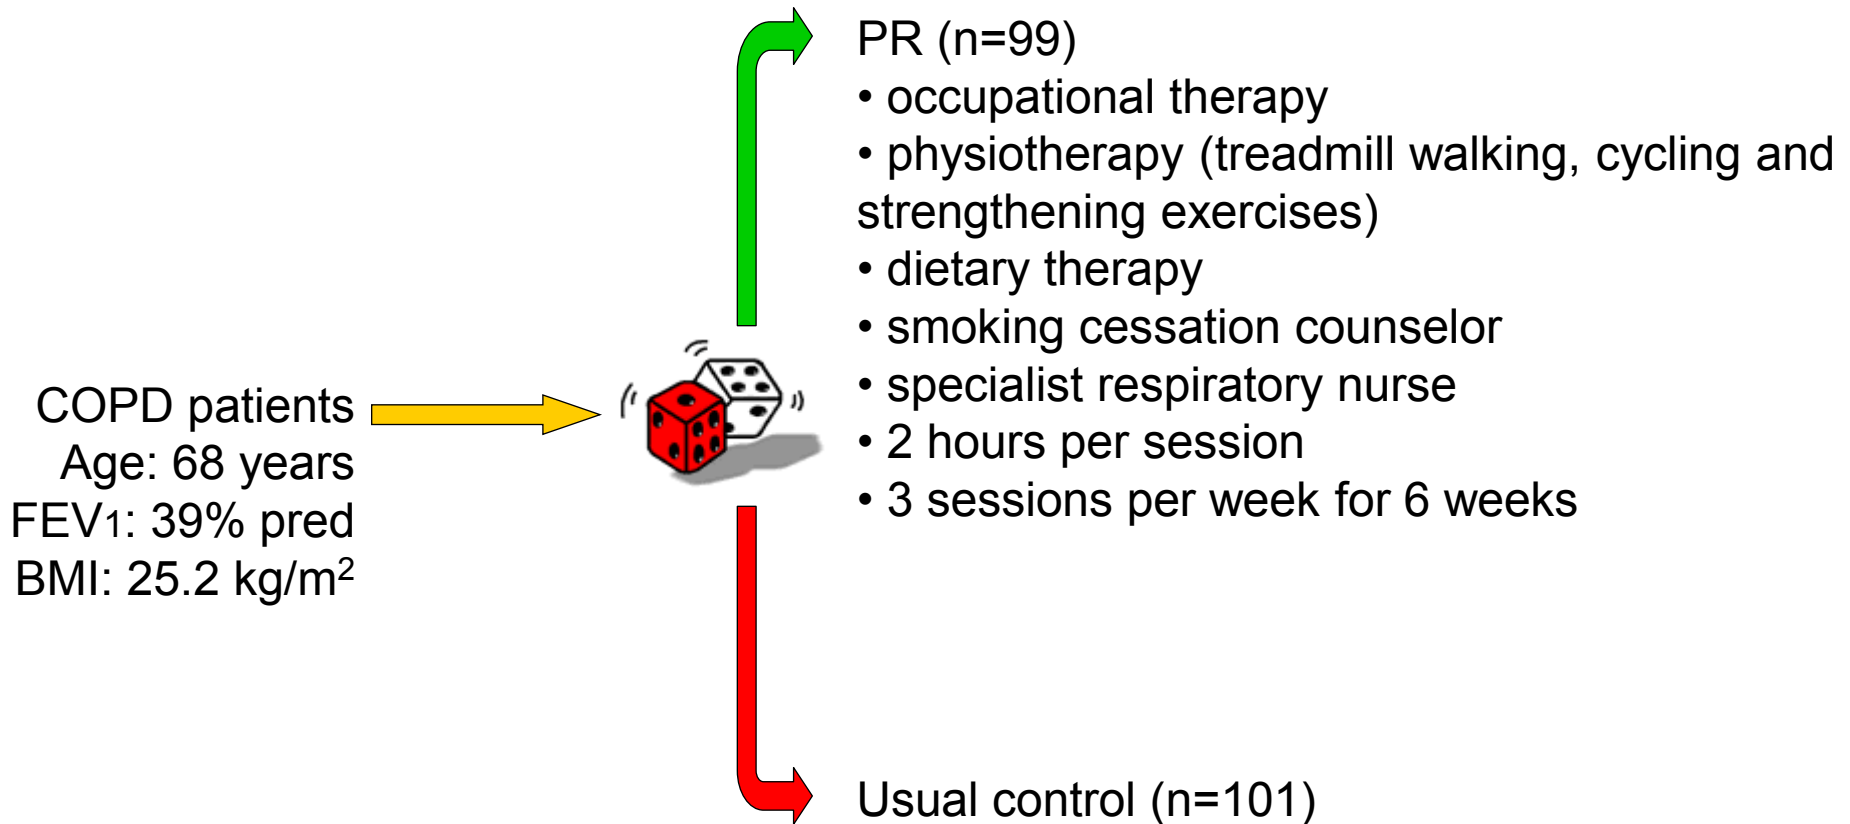 COPD patients
Age: 68 years
FEV1: 39% pred
BMI: 25.2 kg/m²
PR (n=99)
• occupational therapy
• physiotherapy (treadmill walking, cycling and
strengthening exercises)
• dietary therapy
• smoking cessation counselor
• specialist respiratory nurse
• 2 hours per session
• 3 sessions per week for 6 weeks
Usual control (n=101)